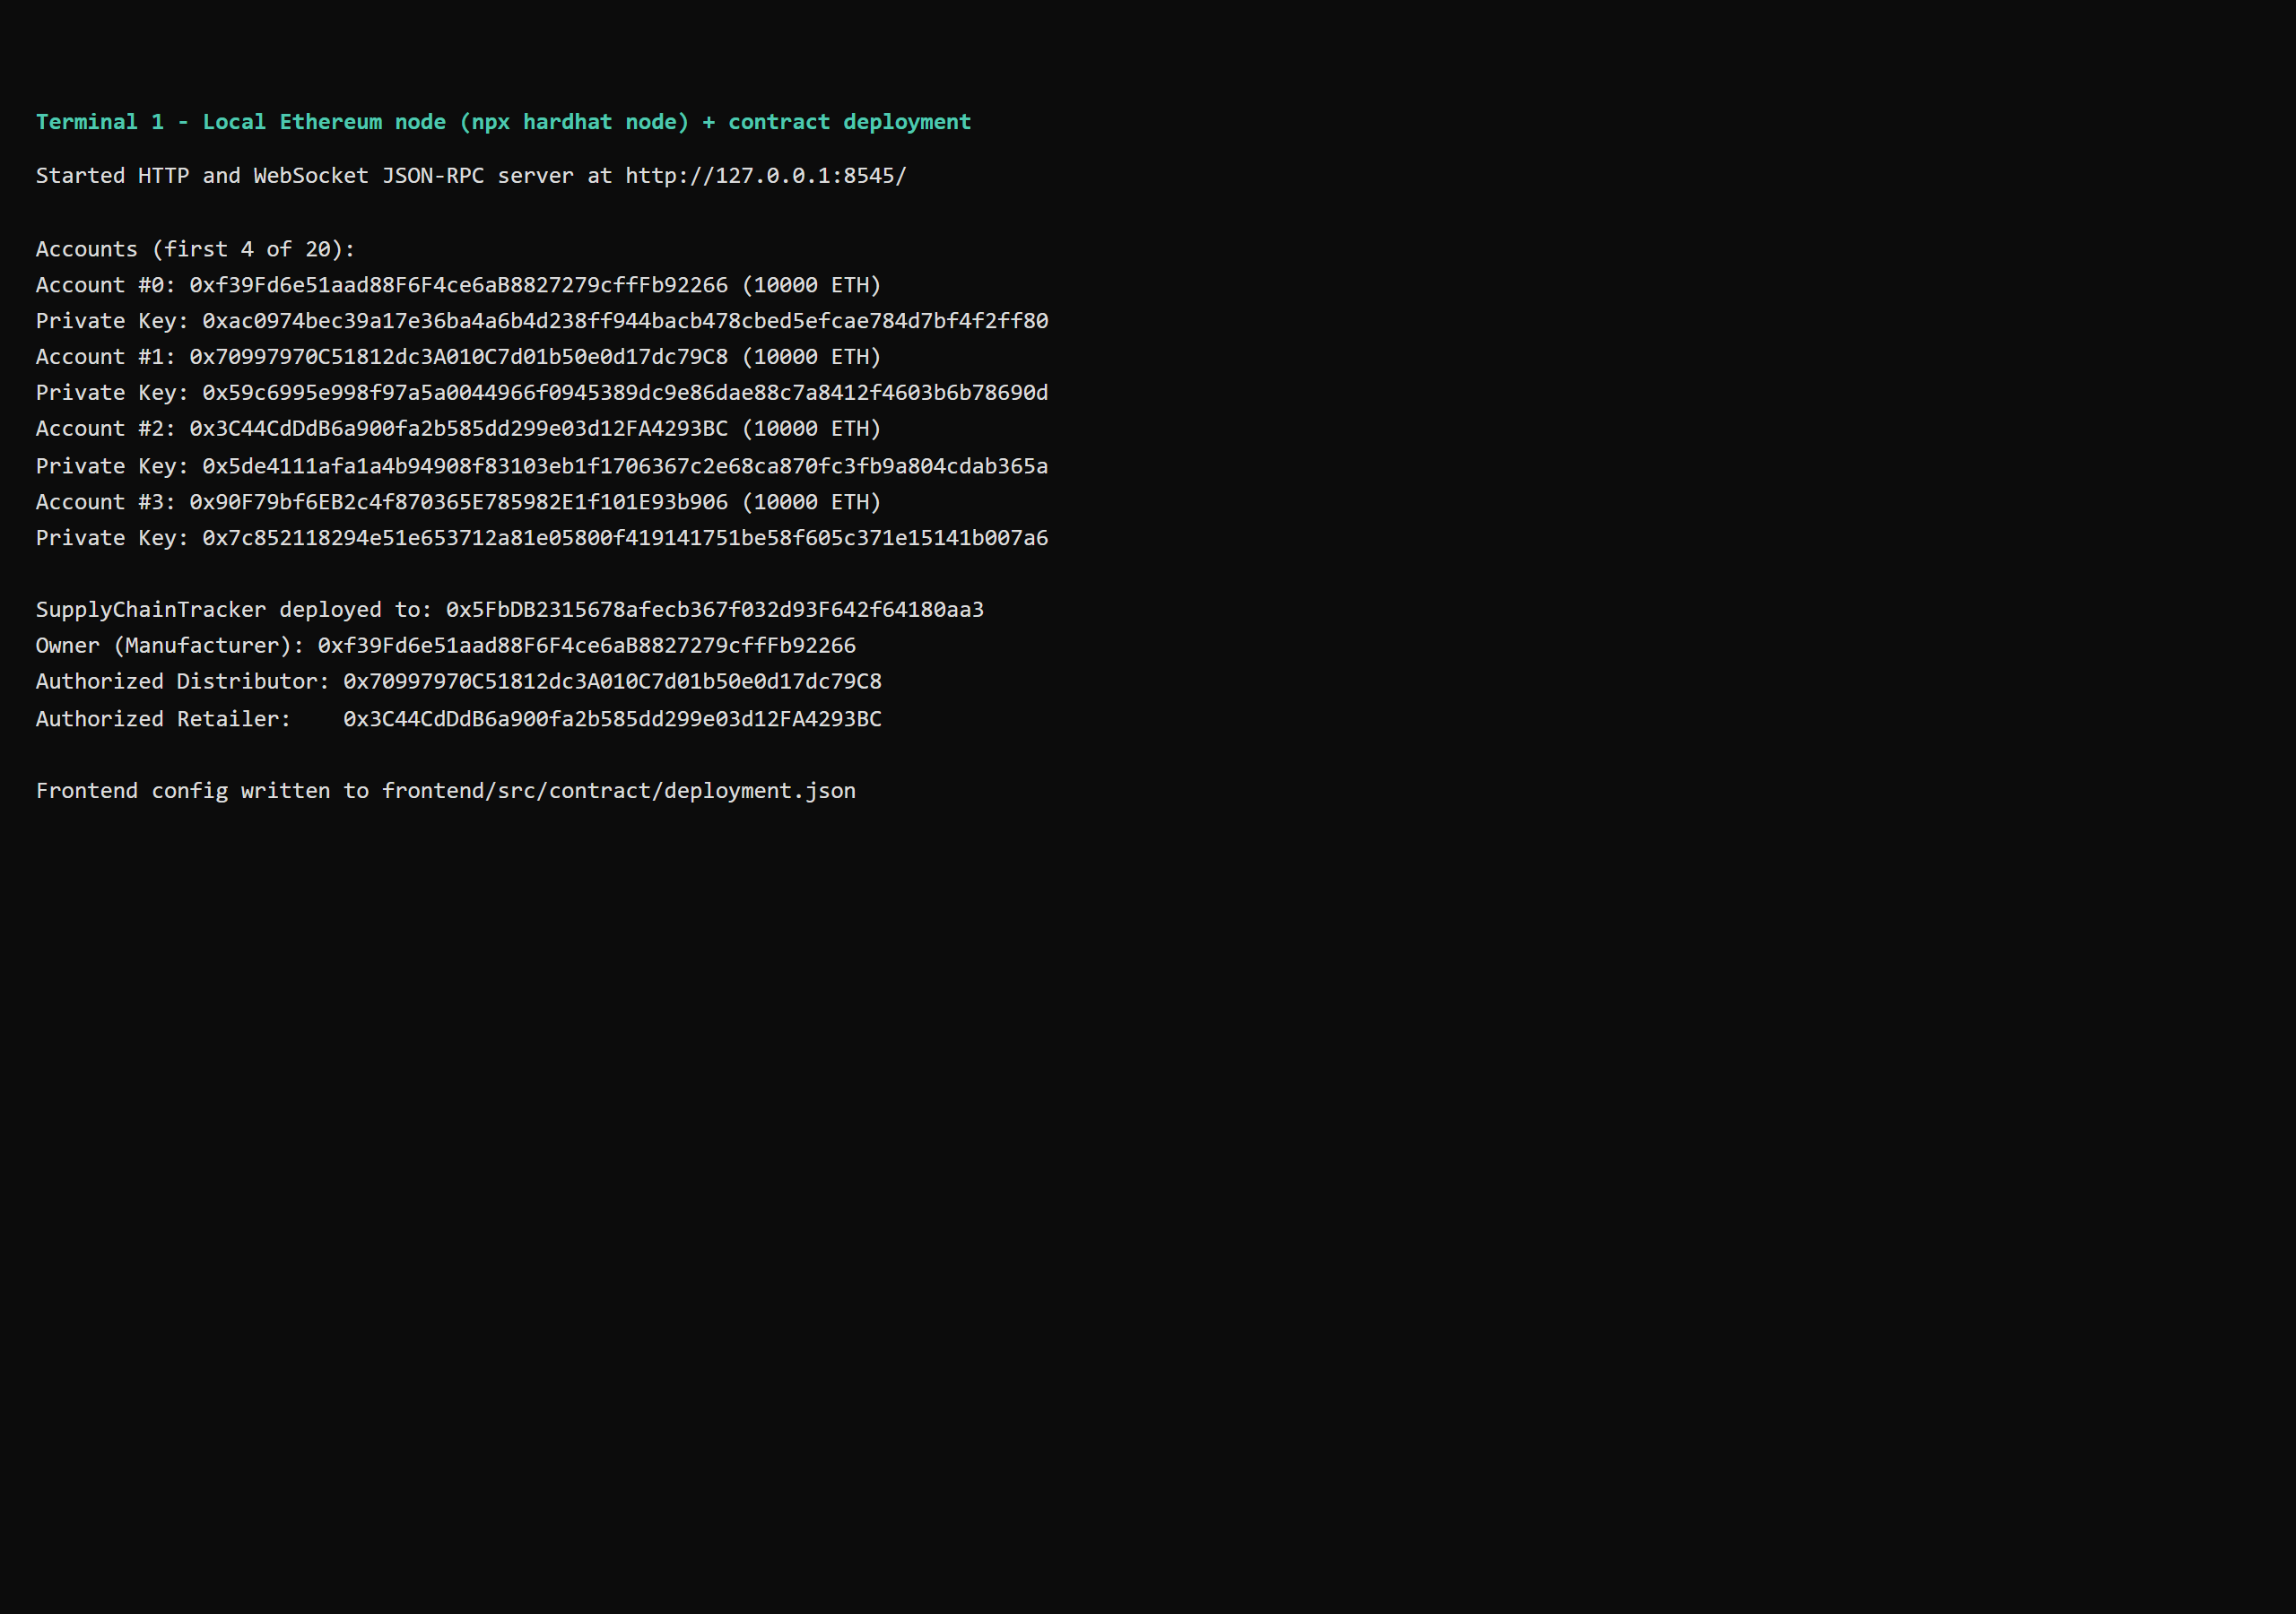 Terminal 1 - Local Ethereum node (npx hardhat node) + contract deployment
Started HTTP and WebSocket JSON-RPC server at http://127.0.0.1:8545/
Accounts (first 4 of 20):
Account #0: 0xf39Fd6e51aad88F6F4ce6aB8827279cffFb92266 (10000 ETH)
Private Key: 0xac0974bec39a17e36ba4a6b4d238ff944bacb478cbed5efcae784d7bf4f2ff80
Account #1: 0x70997970C51812dc3A010C7d01b50e0d17dc79C8 (10000 ETH)
Private Key: 0x59c6995e998f97a5a0044966f0945389dc9e86dae88c7a8412f4603b6b78690d
Account #2: 0x3C44CdDdB6a900fa2b585dd299e03d12FA4293BC (10000 ETH)
Private Key: 0x5de4111afa1a4b94908f83103eb1f1706367c2e68ca870fc3fb9a804cdab365a
Account #3: 0x90F79bf6EB2c4f870365E785982E1f101E93b906 (10000 ETH)
Private Key: 0x7c852118294e51e653712a81e05800f419141751be58f605c371e15141b007a6
SupplyChainTracker deployed to: 0x5FbDB2315678afecb367f032d93F642f64180aa3
Owner (Manufacturer): 0xf39Fd6e51aad88F6F4ce6aB8827279cffFb92266
Authorized Distributor: 0x70997970C51812dc3A010C7d01b50e0d17dc79C8
Authorized Retailer:    0x3C44CdDdB6a900fa2b585dd299e03d12FA4293BC
Frontend config written to frontend/src/contract/deployment.json